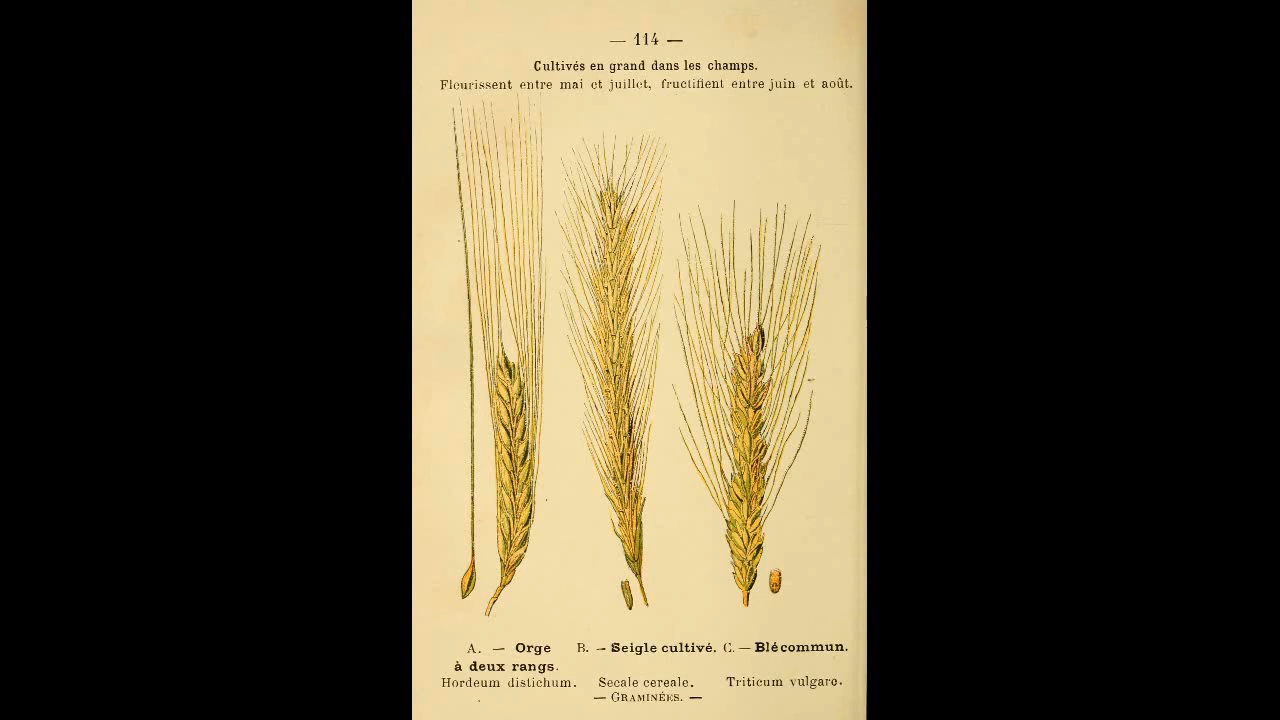 — 114 —
Cultivés en grand dans les champs.
Fleurissent entre mai et juillet, fructifient entre juin et août.
A. — Orge B. — Seigle cultivé. C. — Blé commun.
à deux rangs.
Hordeum distichum. Secale cereale. Triticum vulgare.
— GRAMINÉES. —